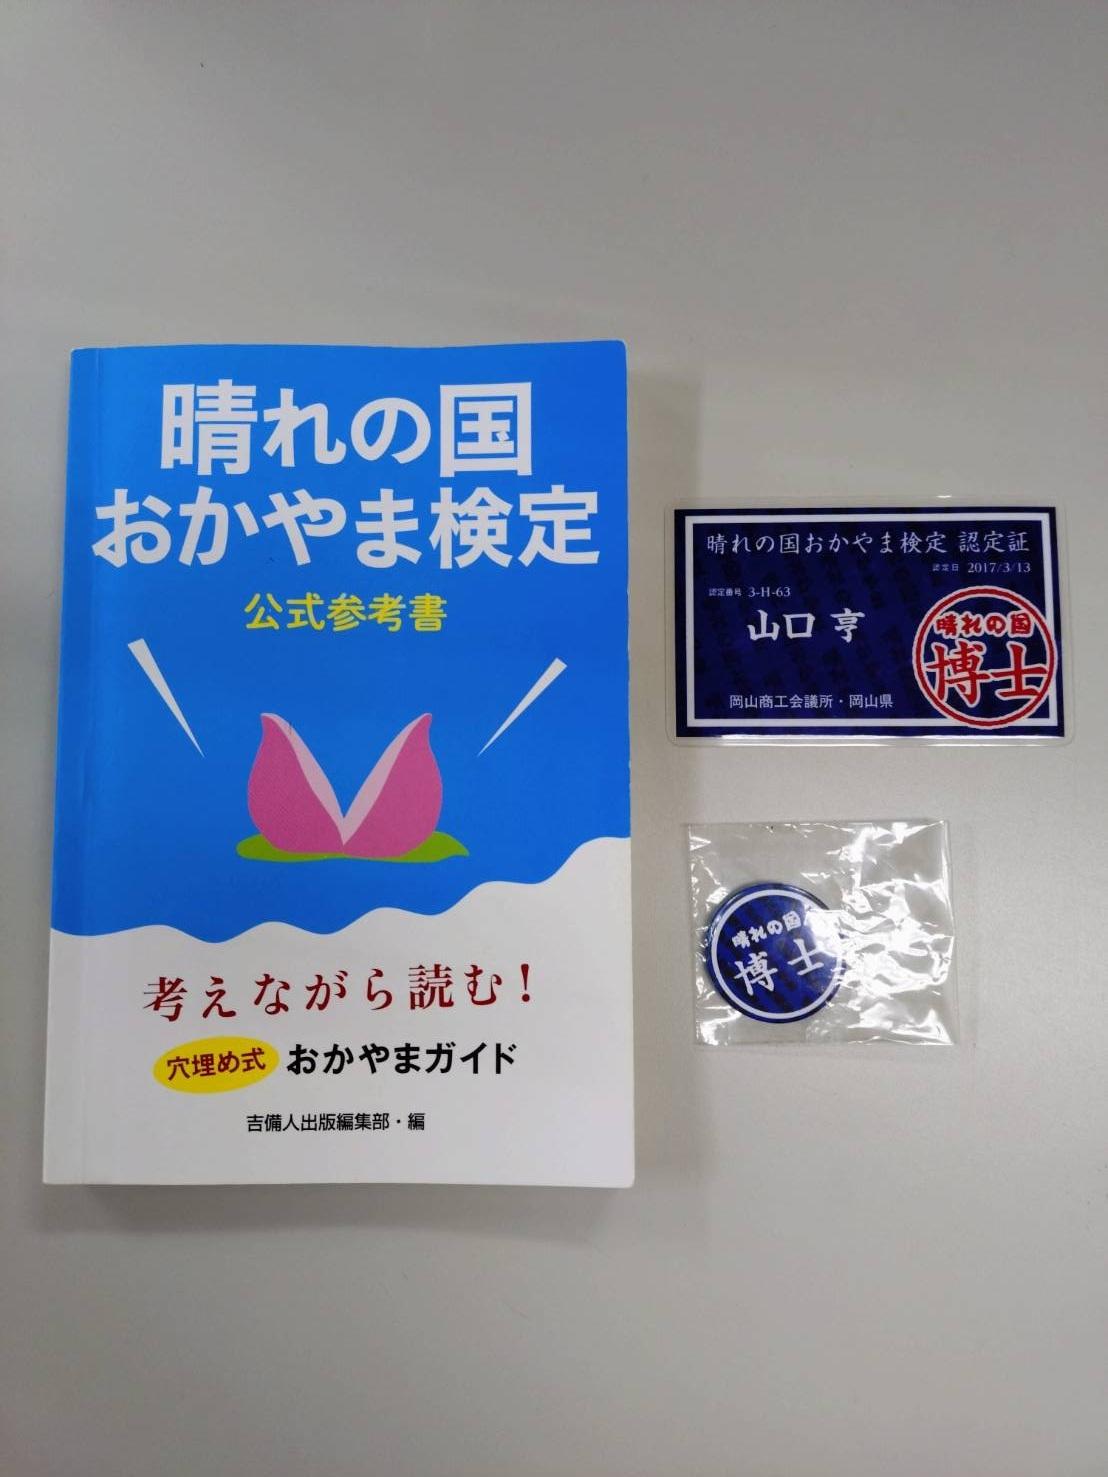 晴れの国
おかやま検定
公式参考書
考えながら読む!
穴埋め式 おかやまガイド
吉備人出版編集部・編
晴れの国おかやま検定 認定証
認定日 2017/3/13
認定番号 3-H-63
山口 亨
晴れの国
博士
岡山商工会議所・岡山県
晴れの国
博士